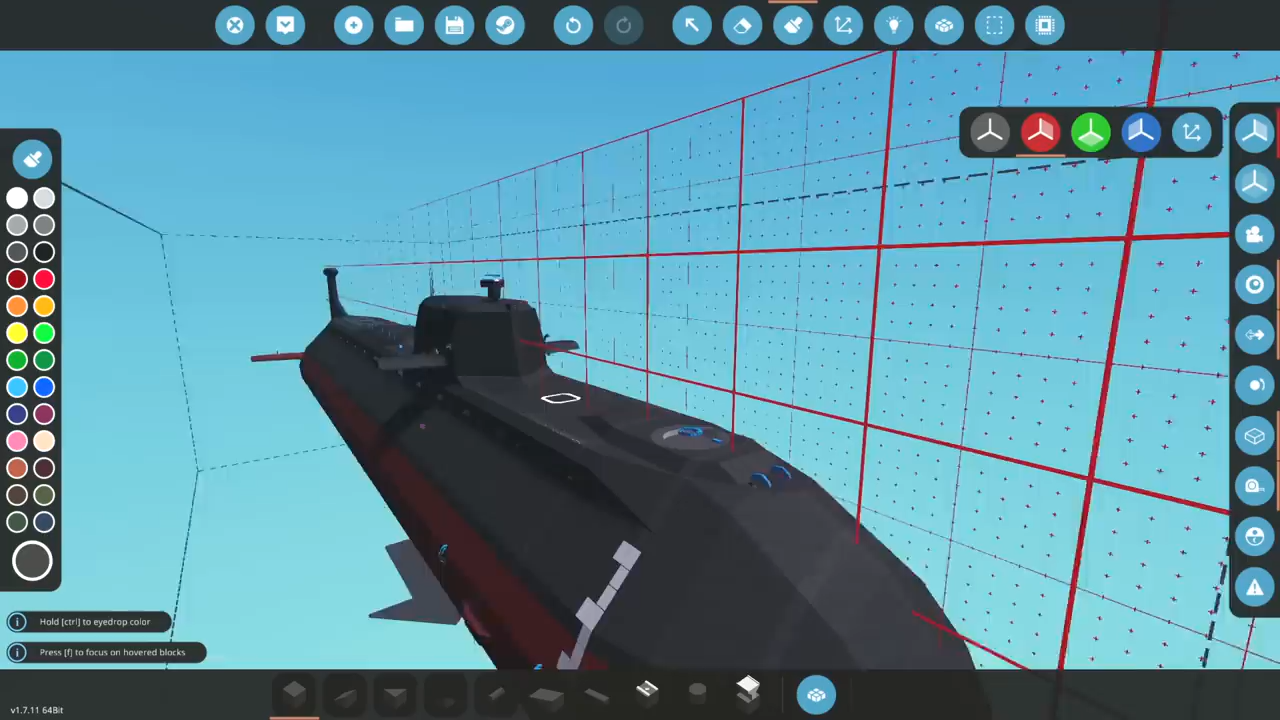 Hold [ctrl] to eyedrop color
Press [f] to focus on hovered blocks
v1.7.11 64Bit